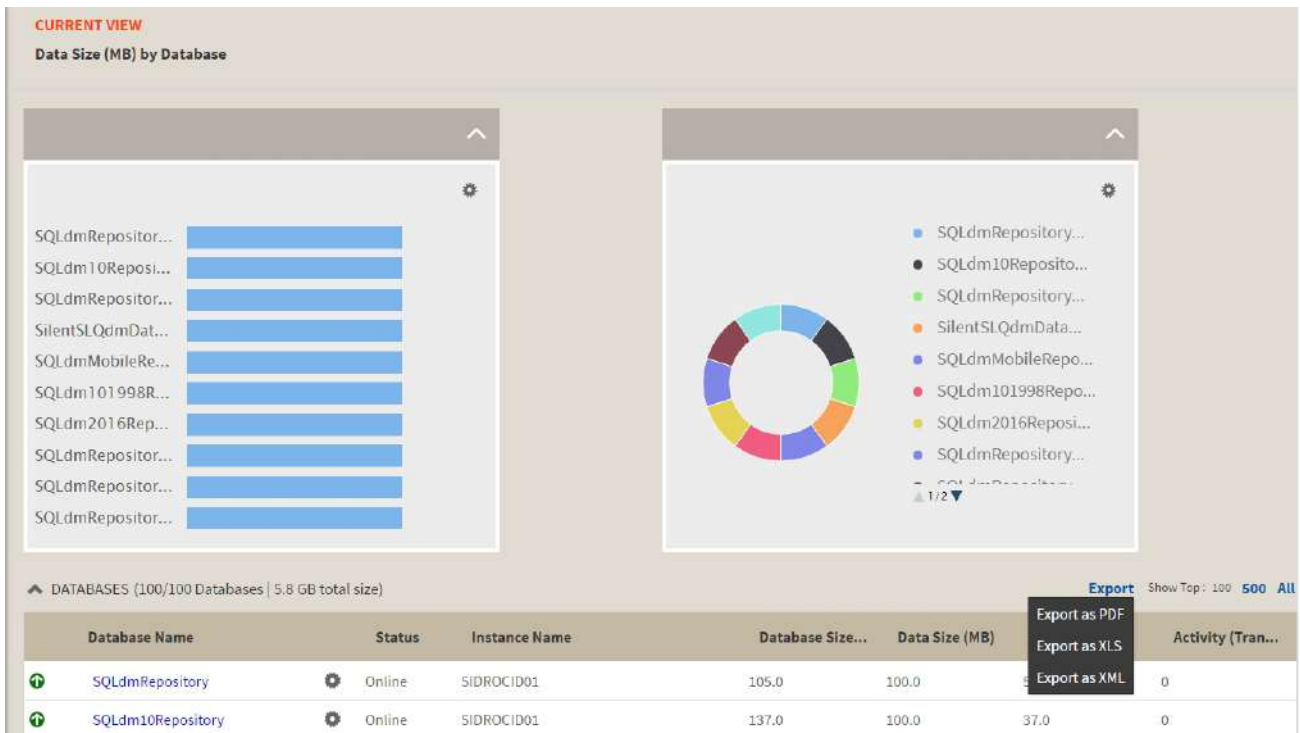 CURRENT VIEW
Data Size (MB) by Database
SQLdmRepositor...
SQLdm10Reposi...
SQLdmRepositor...
SilentSLQdmDat...
SQLdmMobileRe...
SQLdm101998R...
SQLdm2016Rep...
SQLdmRepositor...
SQLdmRepositor...
SQLdmRepositor...
SQLdmRepository...
SQLdm10Reposito...
SQLdmRepository...
SilentSLQdmData...
SQLdmMobileRepo...
SQLdm101998Repo...
SQLdm2016Reposi...
SQLdmRepository...
1/2
DATABASES (100/100 Databases | 5.8 GB total size) Export Show Top: 100 500 All
Export as PDF
Export as XLS
Export as XML
Database Name Status Instance Name Database Size... Data Size (MB) Activity (Tran...
SQLdmRepository Online SIDROCID01 105.0 100.0 0
SQLdm10Repository Online SIDROCID01 137.0 100.0 37.0 0